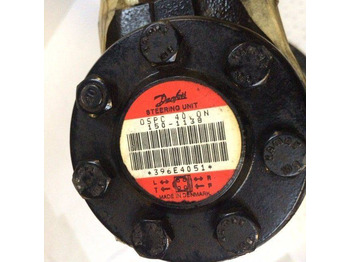 Danfoss
STEERING UNIT
OSPC 40 ON
150-1138
*396E4051*
L R
T P
MADE IN DENMARK